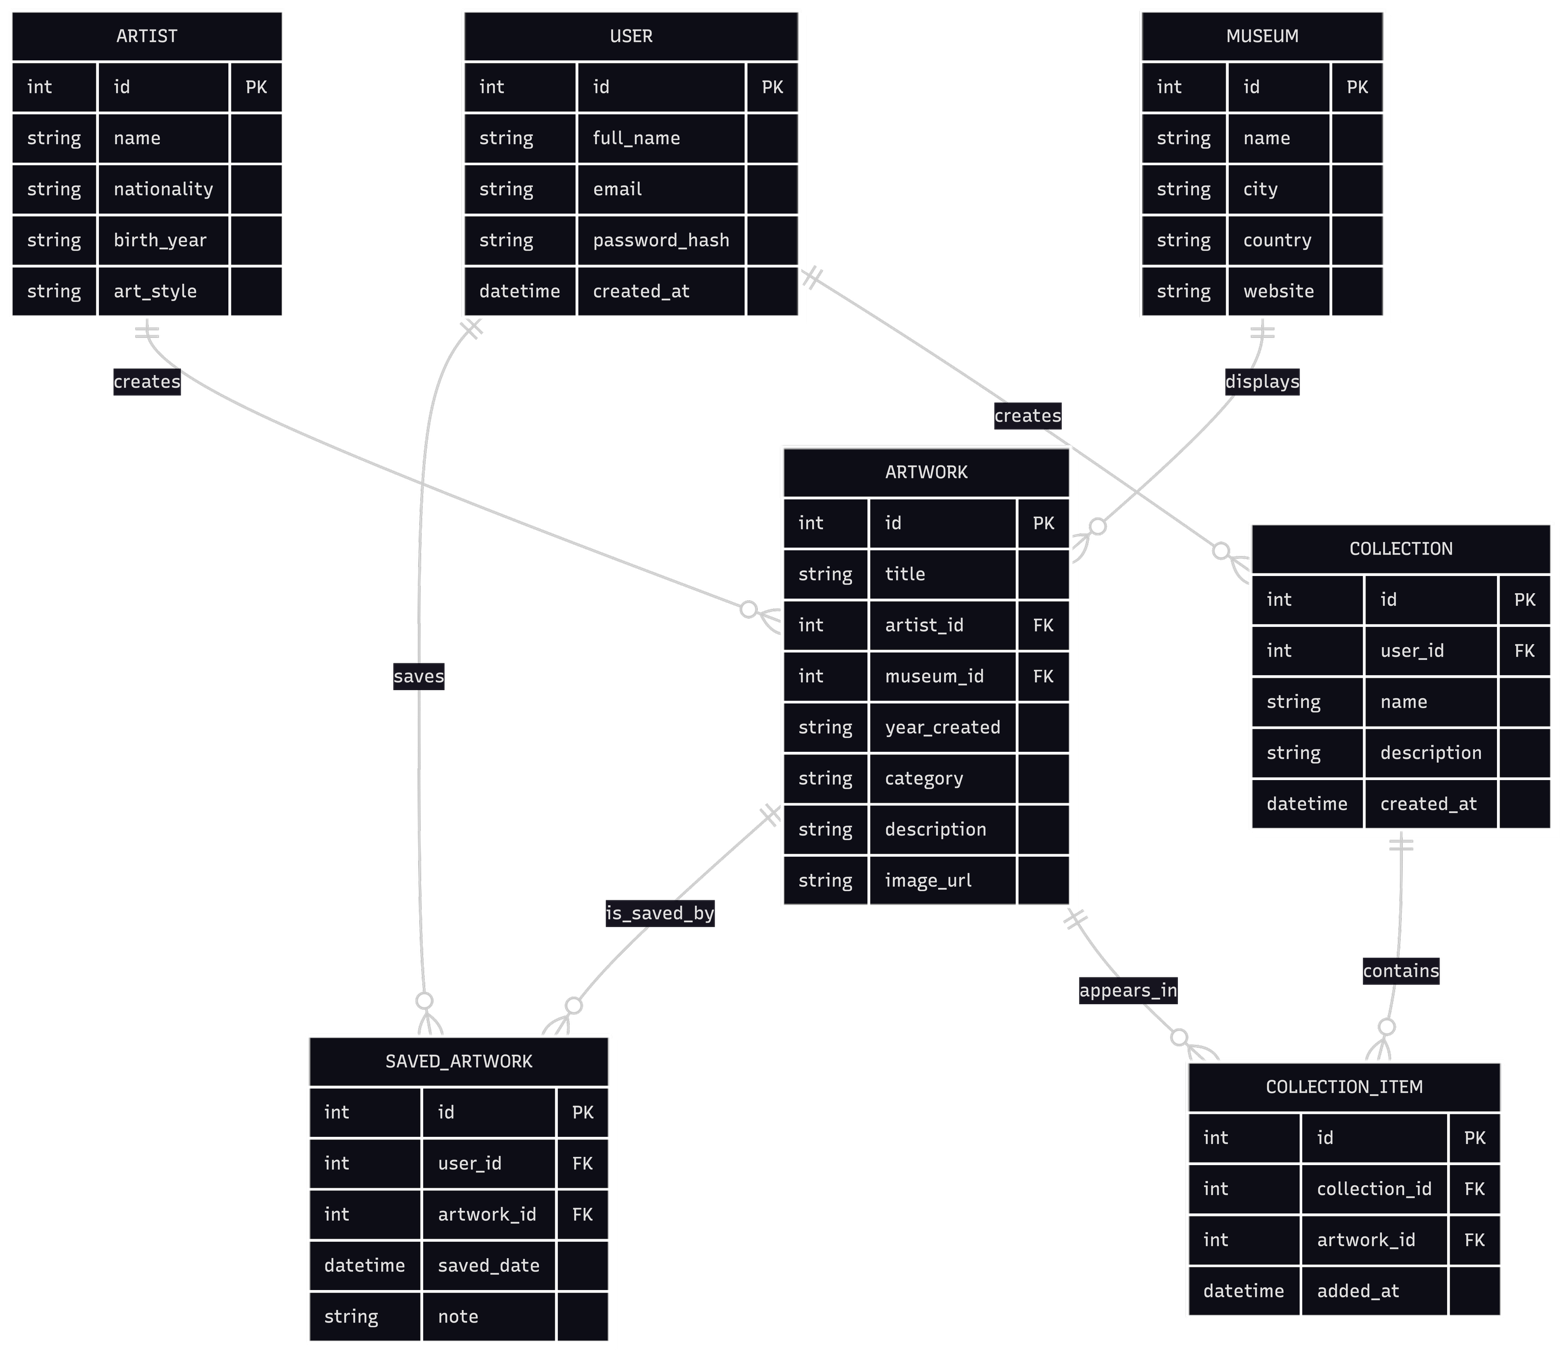 ARTIST
int id PK
string name
string nationality
string birth_year
string art_style
USER
int id PK
string full_name
string email
string password_hash
datetime created_at
MUSEUM
int id PK
string name
string city
string country
string website
creates
creates
displays
ARTWORK
int id PK
string title
int artist_id FK
int museum_id FK
string year_created
string category
string description
string image_url
COLLECTION
int id PK
int user_id FK
string name
string description
datetime created_at
saves
is_saved_by
appears_in
contains
SAVED_ARTWORK
int id PK
int user_id FK
int artwork_id FK
datetime saved_date
string note
COLLECTION_ITEM
int id PK
int collection_id FK
int artwork_id FK
datetime added_at